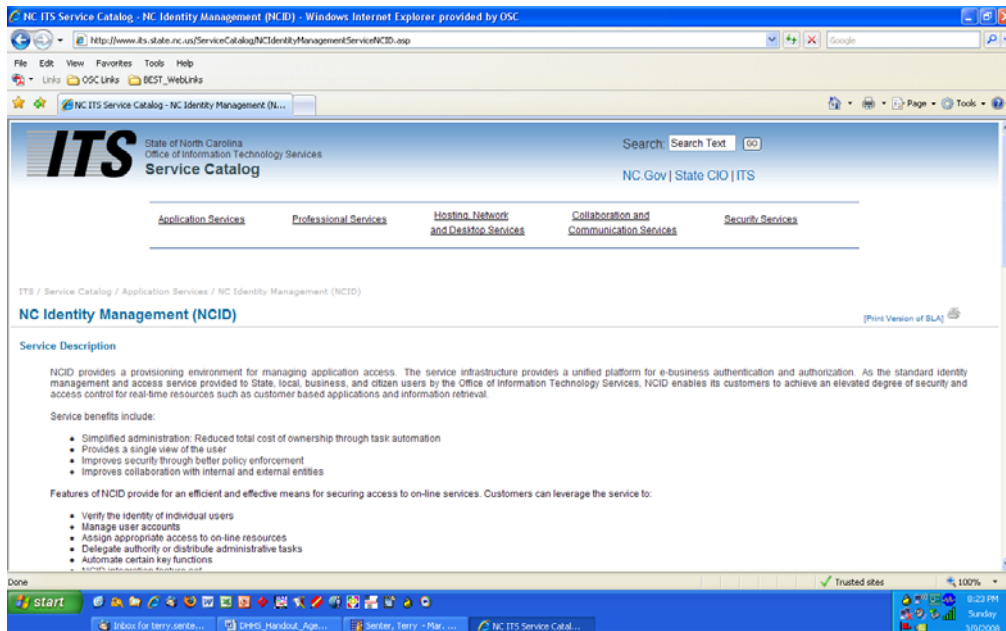 NC ITS Service Catalog - NC Identity Management (NCID) - Windows Internet Explorer provided by OSC
http://www.its.state.nc.us/ServiceCatalog/NCIdentityManagementServiceNCID.asp
Google
File Edit View Favorites Tools Help
Links OSC Links BEST_WebLinks
NC ITS Service Catalog - NC Identity Management (N...
Page Tools
ITS
State of North Carolina
Office of Information Technology Services
Service Catalog
Search: Search Text GO
NC.Gov | State CIO | ITS
Application Services
Professional Services
Hosting, Network
and Desktop Services
Collaboration and
Communication Services
Security Services
ITS / Service Catalog / Application Services / NC Identity Management (NCID)
NC Identity Management (NCID)
[Print Version of SLA]
Service Description
NCID provides a provisioning environment for managing application access. The service infrastructure provides a unified platform for e-business authentication and authorization. As the standard identity
management and access service provided to State, local, business, and citizen users by the Office of Information Technology Services, NCID enables its customers to achieve an elevated degree of security and
access control for real-time resources such as customer based applications and information retrieval.
Service benefits include:
• Simplified administration: Reduced total cost of ownership through task automation
• Provides a single view of the user
• Improves security through better policy enforcement
• Improves collaboration with internal and external entities
Features of NCID provide for an efficient and effective means for securing access to on-line services. Customers can leverage the service to:
• Verify the identity of individual users
• Manage user accounts
• Assign appropriate access to on-line resources
• Delegate authority or distribute administrative tasks
• Automate certain key functions
• NCID integration feature set
Done
Trusted sites
100%
start
Inbox for terry.sente...
DHHS_Handout_Age...
Senter, Terry - Mar. ...
NC ITS Service Catal...
8:23 PM
Sunday
3/9/2008